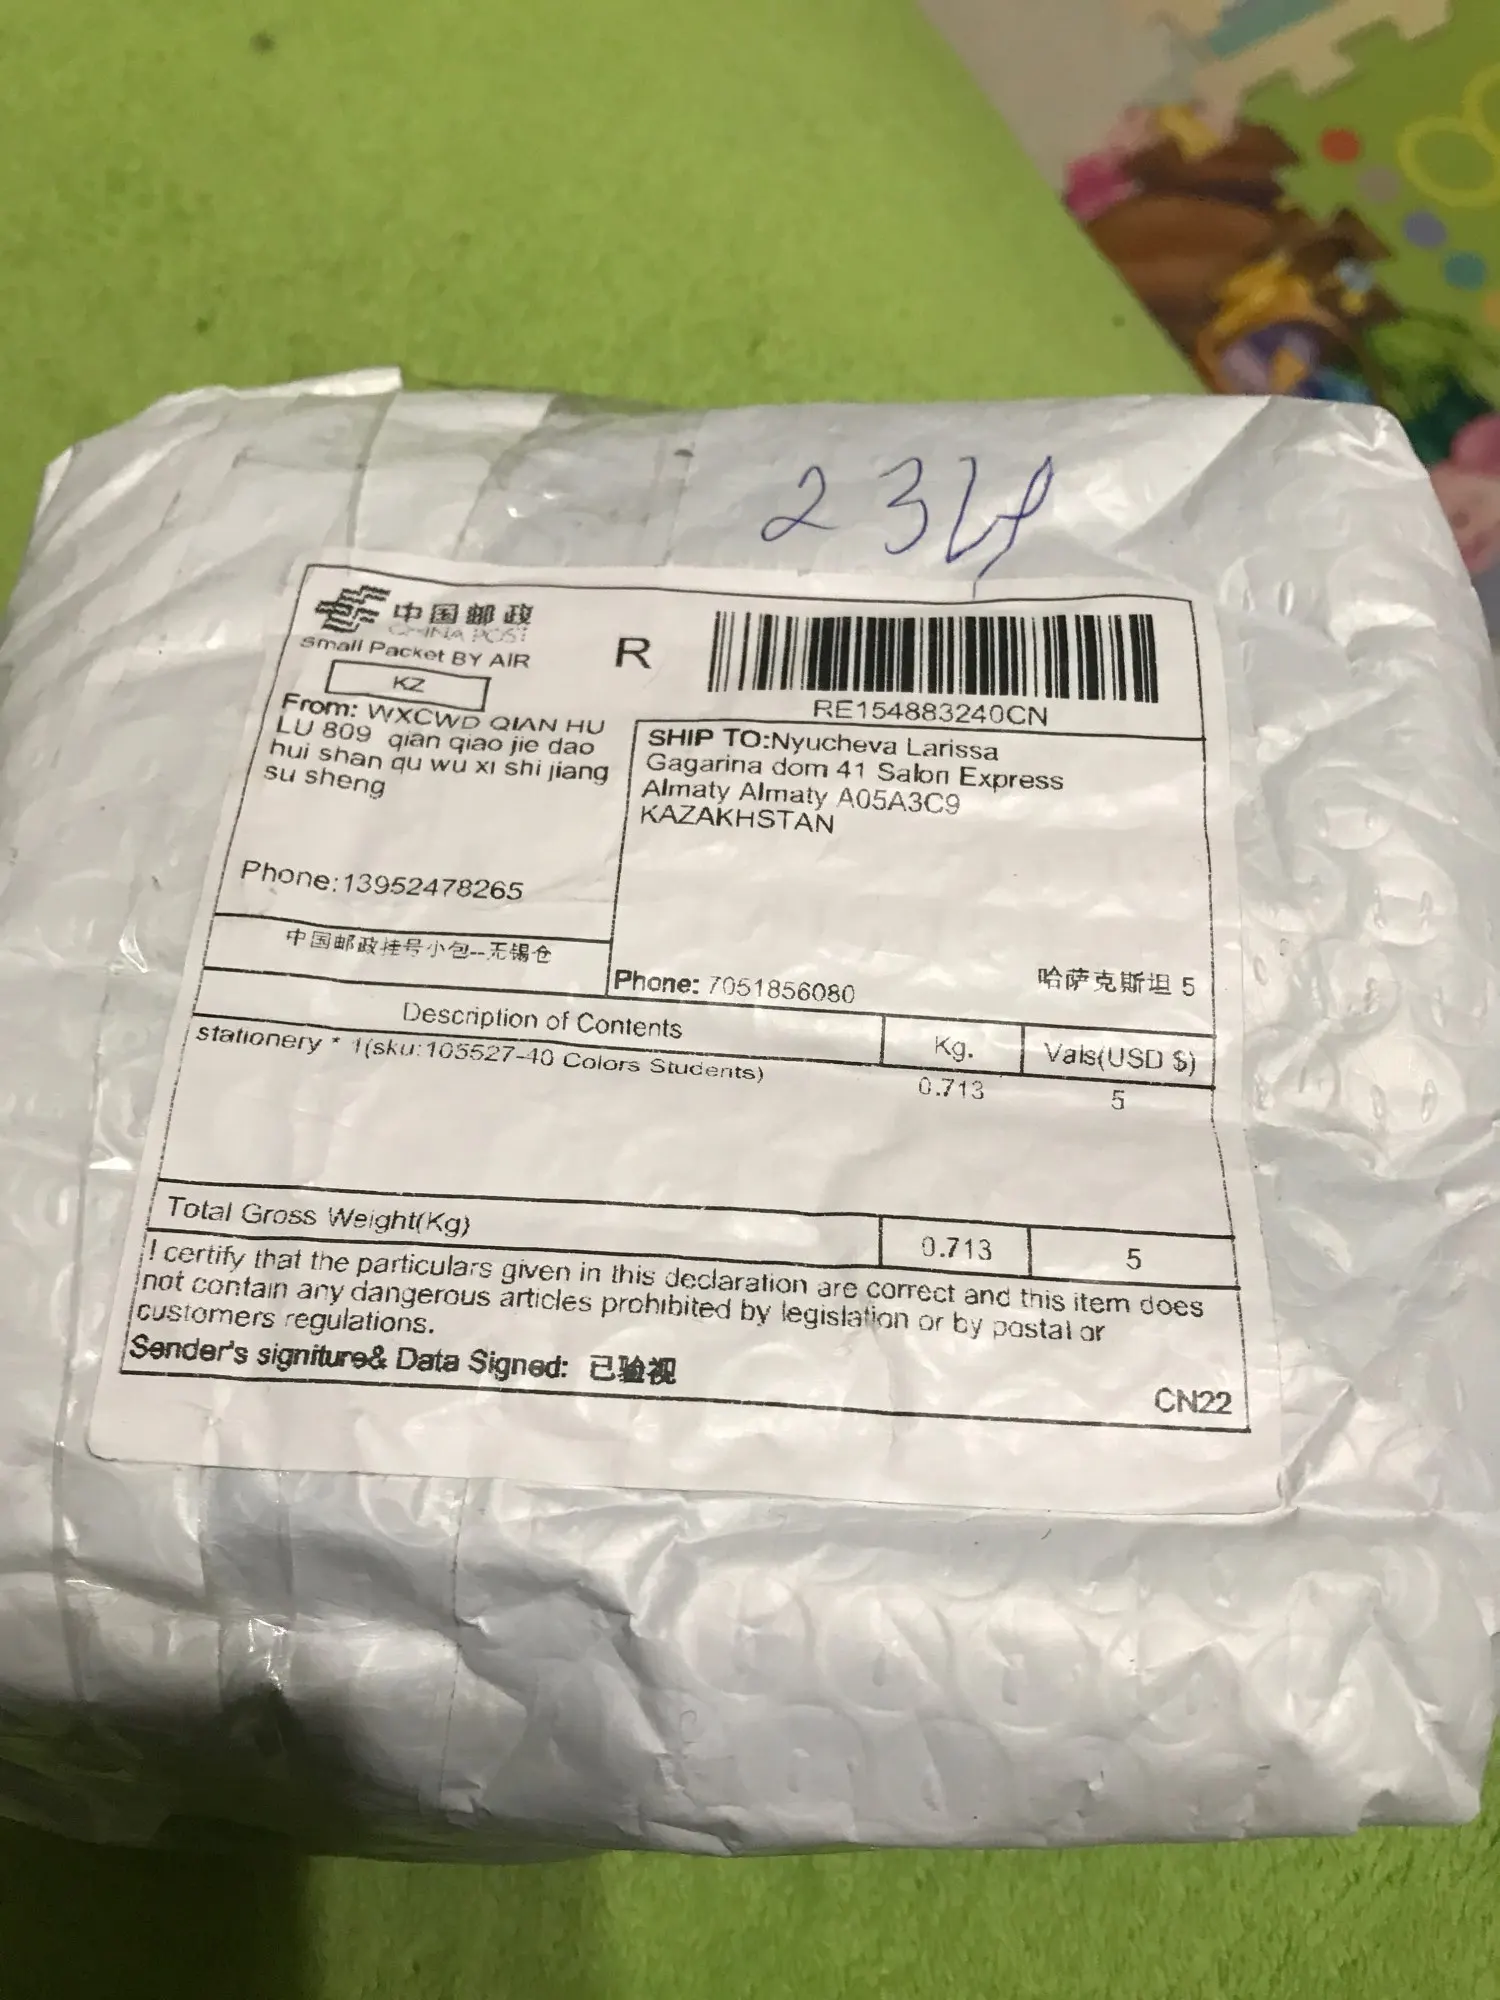 2324
中国邮政
CHINA POST
Small Packet BY AIR
KZ
R
RE154883240CN
From: WXCWD QIAN HU
LU 809 qian qiao jie dao
hui shan qu wu xi shi jiang
su sheng
Phone:13952478265
中国邮政挂号小包--无锡仓
SHIP TO:Nyucheva Larissa
Gagarina dom 41 Salon Express
Almaty Almaty A05A3C9
KAZAKHSTAN
Phone: 7051856080
哈萨克斯坦 5
Description of Contents Kg. Vals(USD $)
stationery * 1(sku:105527-40 Colors Students) 0.713 5
Total Gross Weight(Kg) 0.713 5
I certify that the particulars given in this declaration are correct and this item does
not contain any dangerous articles prohibited by legislation or by postal or
customers regulations.
Sender's signiture& Data Signed: 已验视
CN22